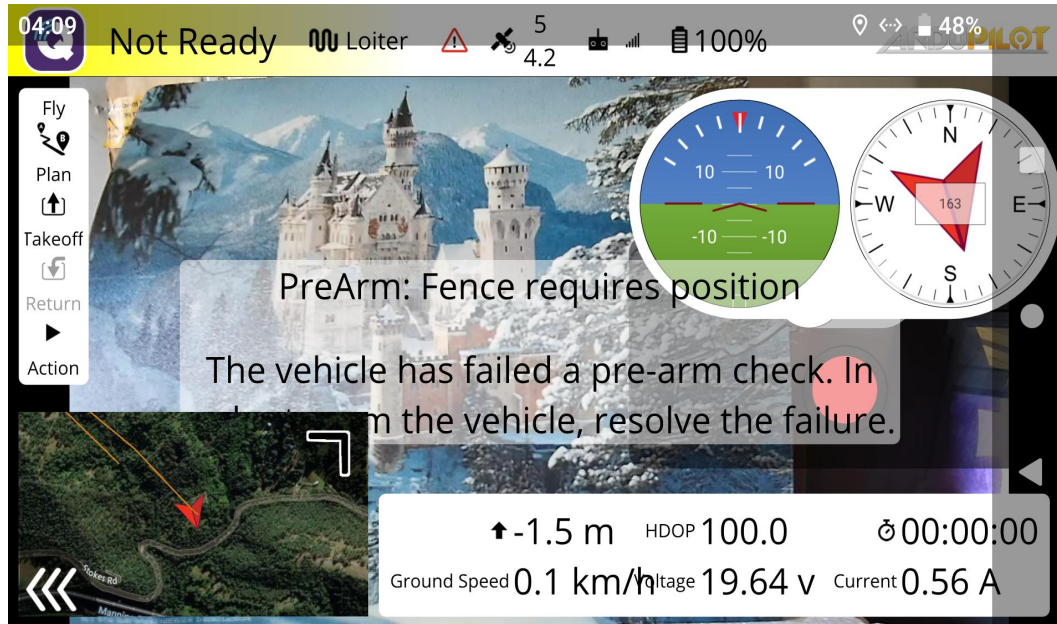 04:09
48%
Not Ready
Loiter
5
4.2
100%
ARDUPILOT
Fly
Plan
Takeoff
Return
Action
10 10
-10 -10
N
W
163
E
S
PreArm: Fence requires position
The vehicle has failed a pre-arm check. In
m the vehicle, resolve the failure.
Stokes Rd
-1.5 m
HDOP 100.0
00:00:00
Ground Speed 0.1 km/h
Voltage 19.64 v
Current 0.56 A